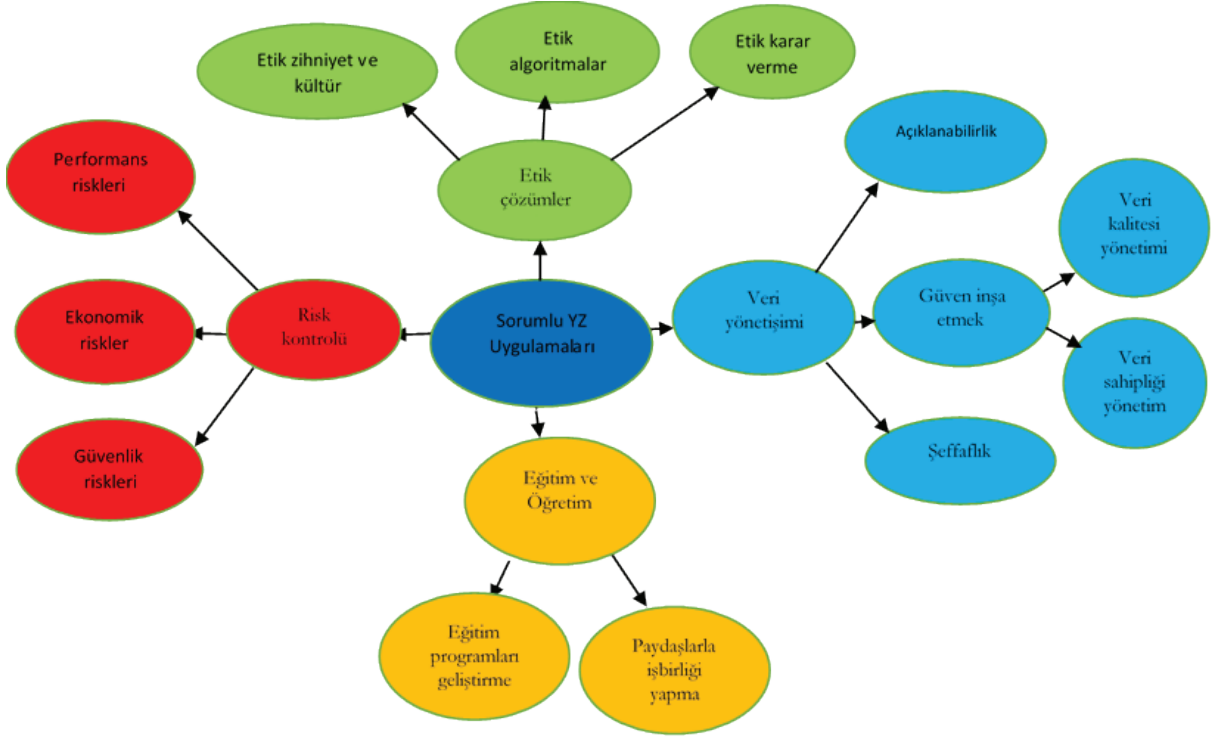 Etik zihniyet ve
kültür
Etik
algoritmalar
Etik karar
verme
Etik
çözümler
Performans
riskleri
Ekonomik
riskler
Güvenlik
riskleri
Risk
kontrolü
Sorumlu YZ
Uygulamaları
Veri
yönetişimi
Açıklanabilirlik
Güven inşa
etmek
Veri
kalitesi
yönetimi
Veri
sahipliği
yönetim
Şeffaflık
Eğitim ve
Öğretim
Eğitim
programları
geliştirme
Paydaşlarla
işbirliği
yapma